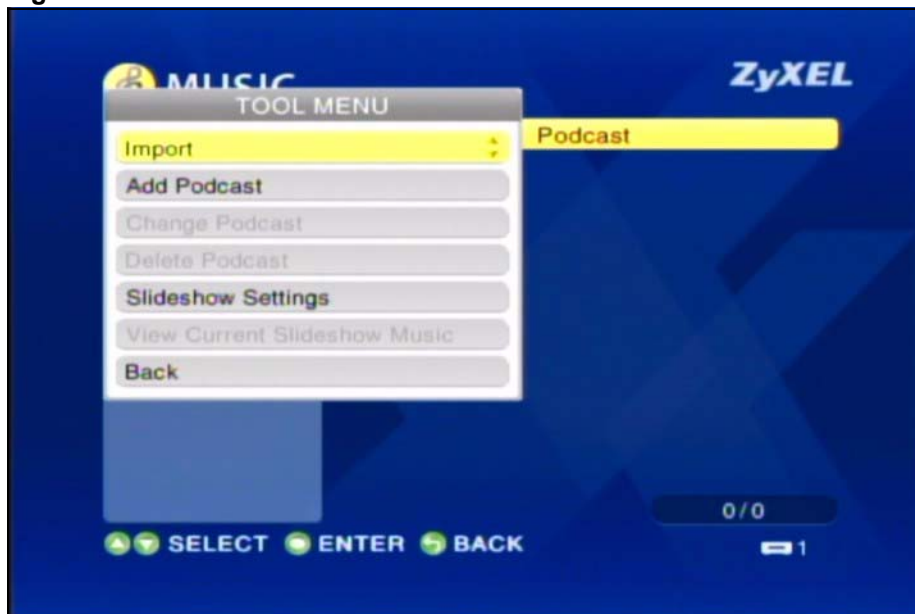 MUSIC
ZyXEL
TOOL MENU
Podcast
Import
Add Podcast
Change Podcast
Delete Podcast
Slideshow Settings
View Current Slideshow Music
Back
0/0
SELECT ENTER BACK
1